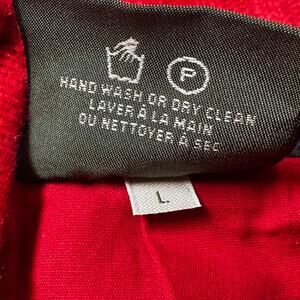 P
HAND WASH OR DRY CLEAN
LAVER À LA MAIN
OU NETTOYER À SEC
L.